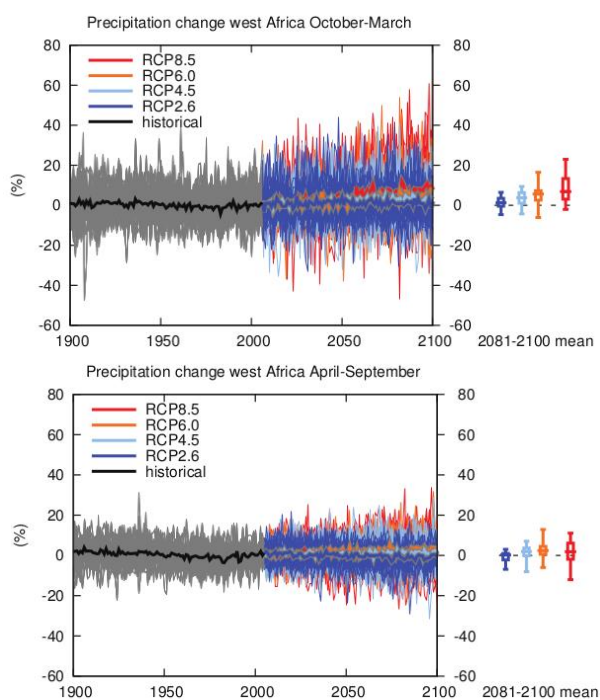 Precipitation change west Africa October-March
80 80
RCP8.5
60 60
RCP6.0
RCP4.5
40 40
RCP2.6
historical
20 20
(%)
0 0
-20 -20
-40 -40
-60 -60
1900 1950 2000 2050 2100 2081-2100 mean
Precipitation change west Africa April-September
80 80
RCP8.5
60 60
RCP6.0
RCP4.5
40 40
RCP2.6
historical
20 20
(%)
0 0
-20 -20
-40 -40
-60 -60
1900 1950 2000 2050 2100 2081-2100 mean